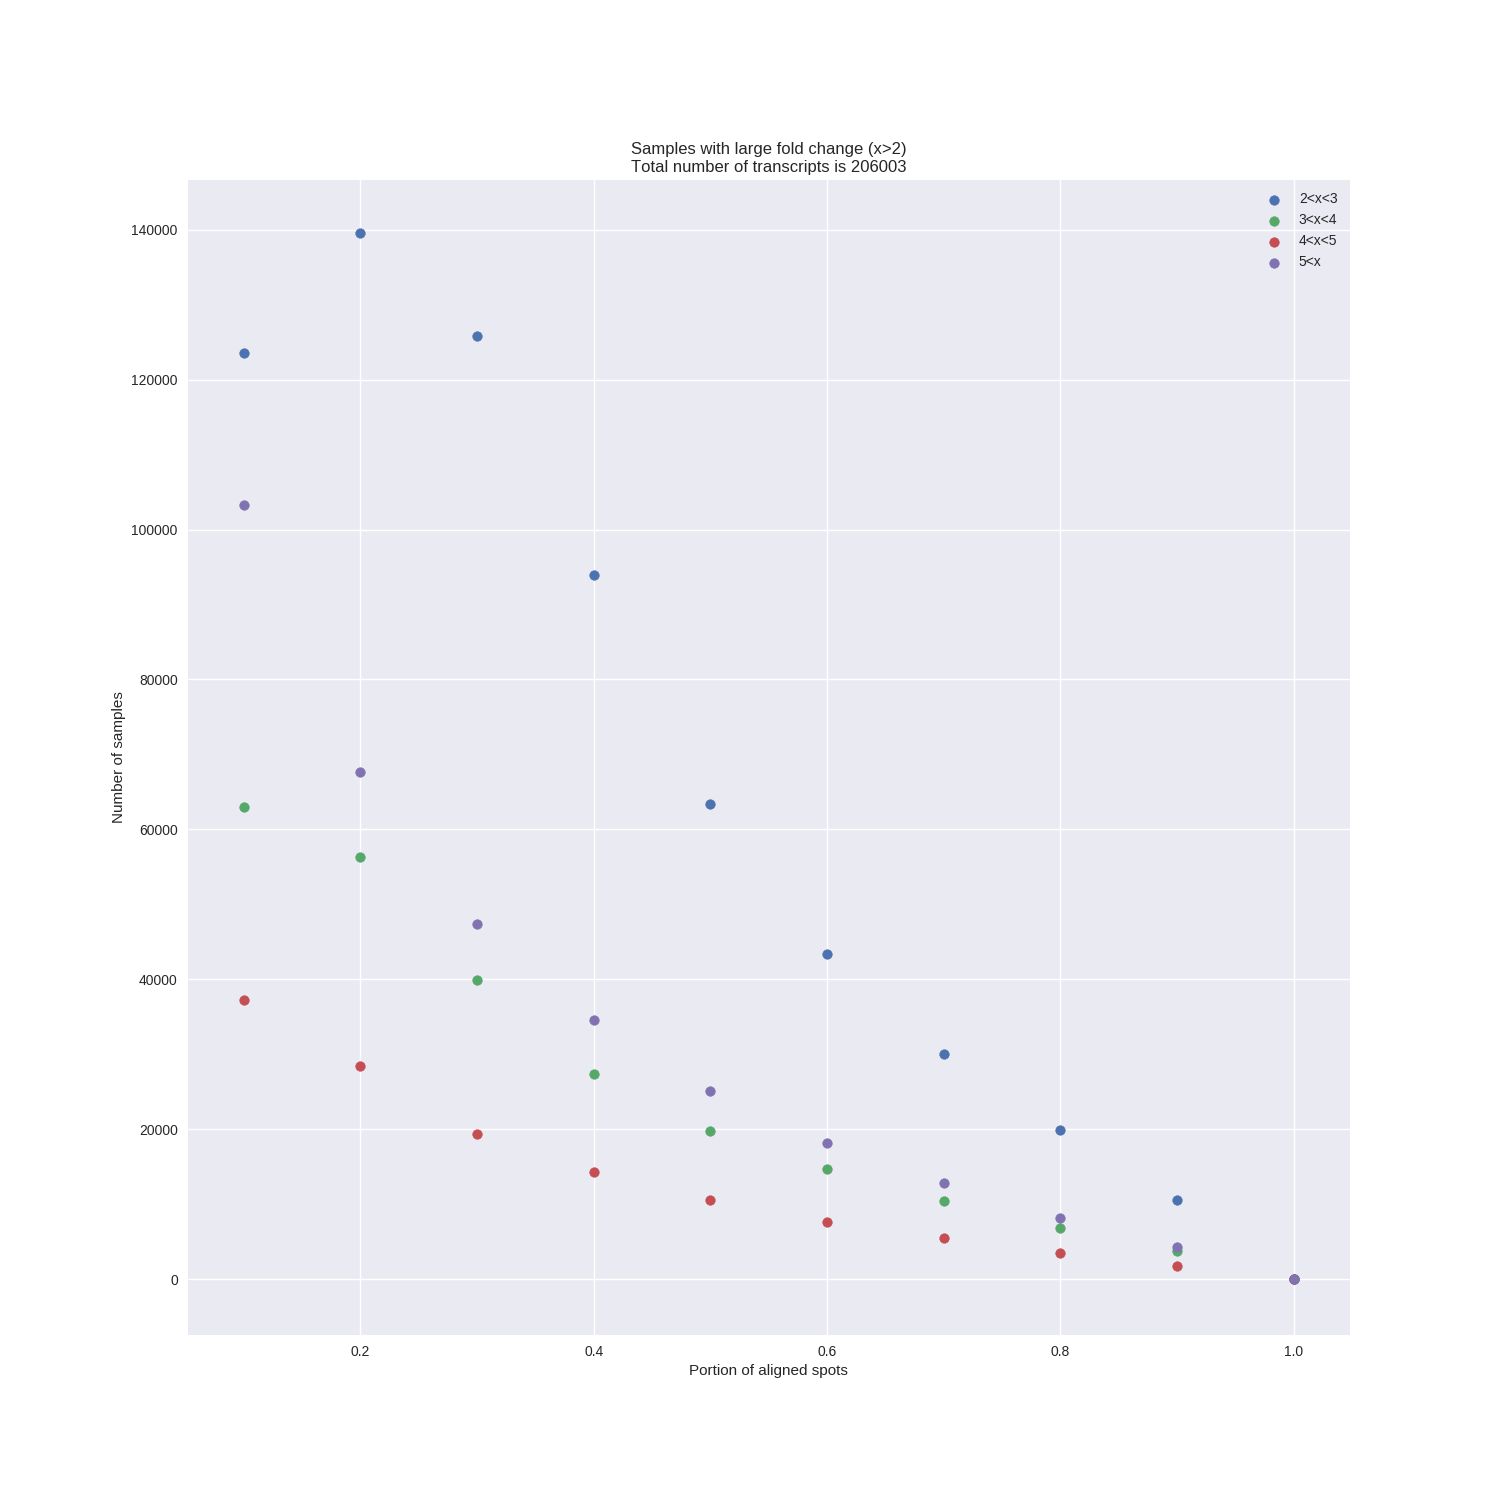 Samples with large fold change (x>2)
Total number of transcripts is 206003
2<x<3
3<x<4
4<x<5
5<x
140000
120000
100000
80000
60000
40000
20000
0
Number of samples
0.2
0.4
0.6
0.8
1.0
Portion of aligned spots